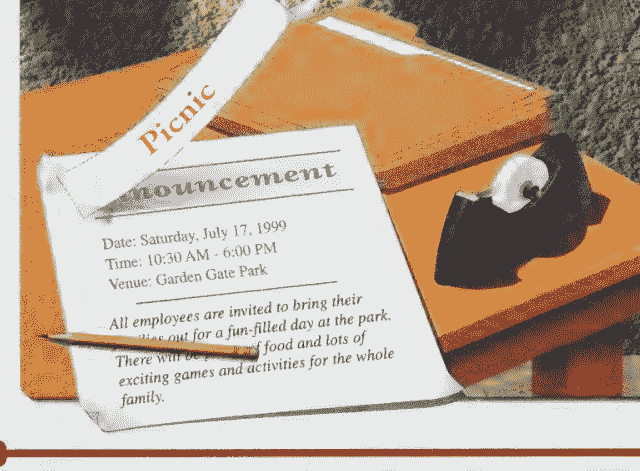 Picnic
nouncement
Date: Saturday, July 17, 1999
Time: 10:30 AM - 6:00 PM
Venue: Garden Gate Park
All employees are invited to bring their
out for a fun-filled day at the park.
There will be of food and lots of
exciting games and activities for the whole
family.